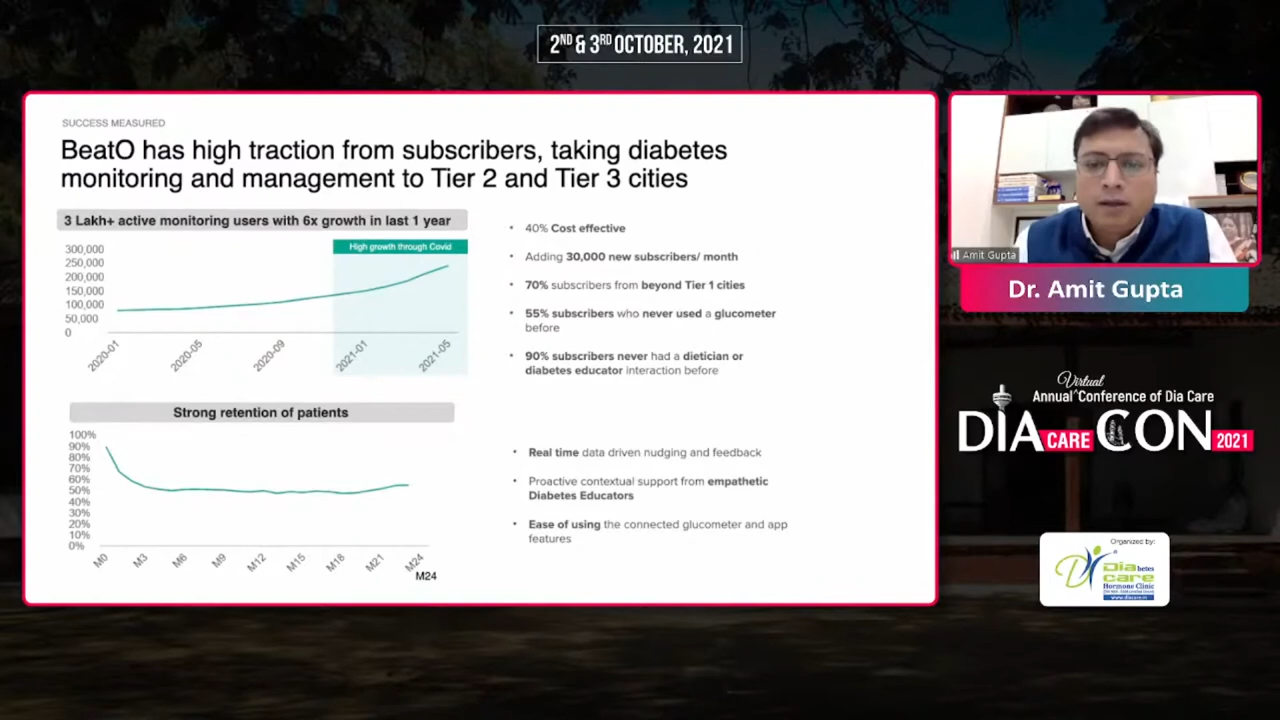 2ND & 3RD OCTOBER, 2021
SUCCESS MEASURED
BeatO has high traction from subscribers, taking diabetes
monitoring and management to Tier 2 and Tier 3 cities
3 Lakh+ active monitoring users with 6x growth in last 1 year
High growth through Covid
300,000
250,000
200,000
150,000
100,000
50,000
0
2020-01
2020-05
2020-09
2021-01
2021-05
• 40% Cost effective
• Adding 30,000 new subscribers/ month
• 70% subscribers from beyond Tier 1 cities
• 55% subscribers who never used a glucometer
before
• 90% subscribers never had a dietician or
diabetes educator interaction before
Strong retention of patients
100%
90%
80%
70%
60%
50%
40%
30%
20%
10%
0%
M0
M3
M6
M9
M12
M15
M18
M21
M24
M24
• Real time data driven nudging and feedback
• Proactive contextual support from empathetic
Diabetes Educators
• Ease of using the connected glucometer and app
features
Amit Gupta
Dr. Amit Gupta
Virtual
Annual^Conference of Dia Care
DIA CARE CON 2021
Organized by:
Diabetes
care
Hormone Clinic
www.diacare.in